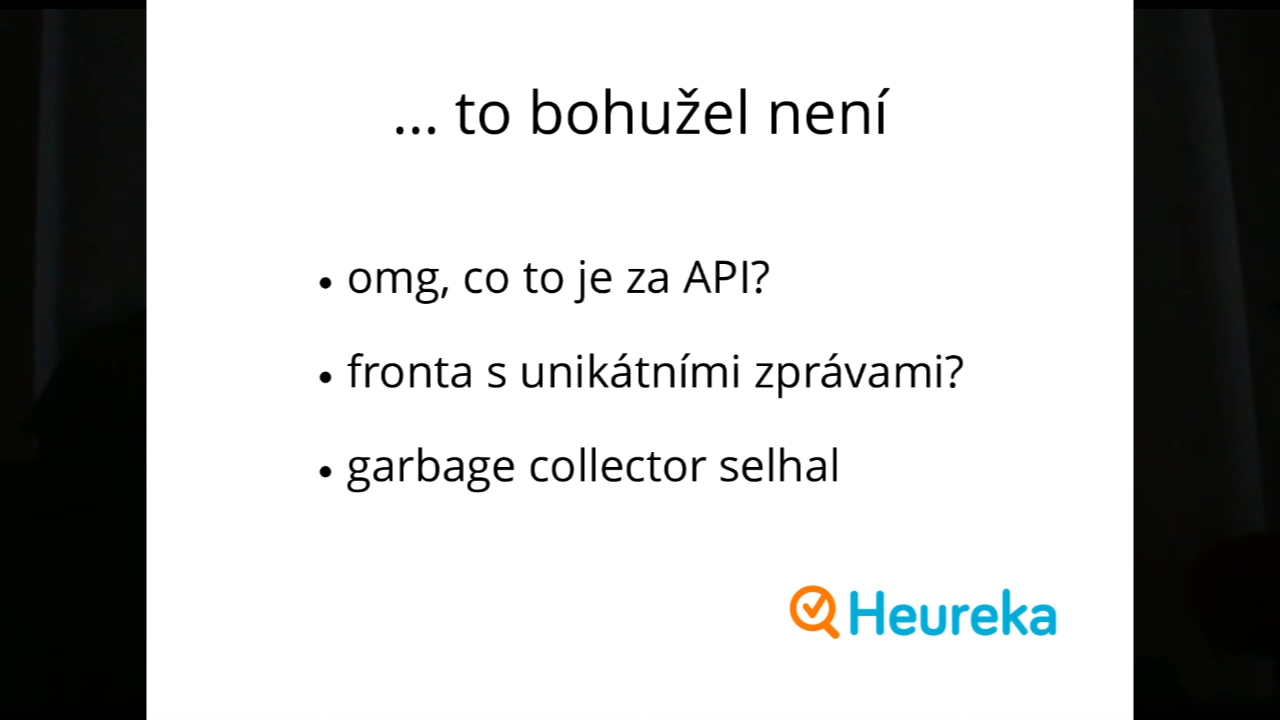 ... to bohužel není
• omg, co to je za API?
• fronta s unikátními zprávami?
• garbage collector selhal
Heureka